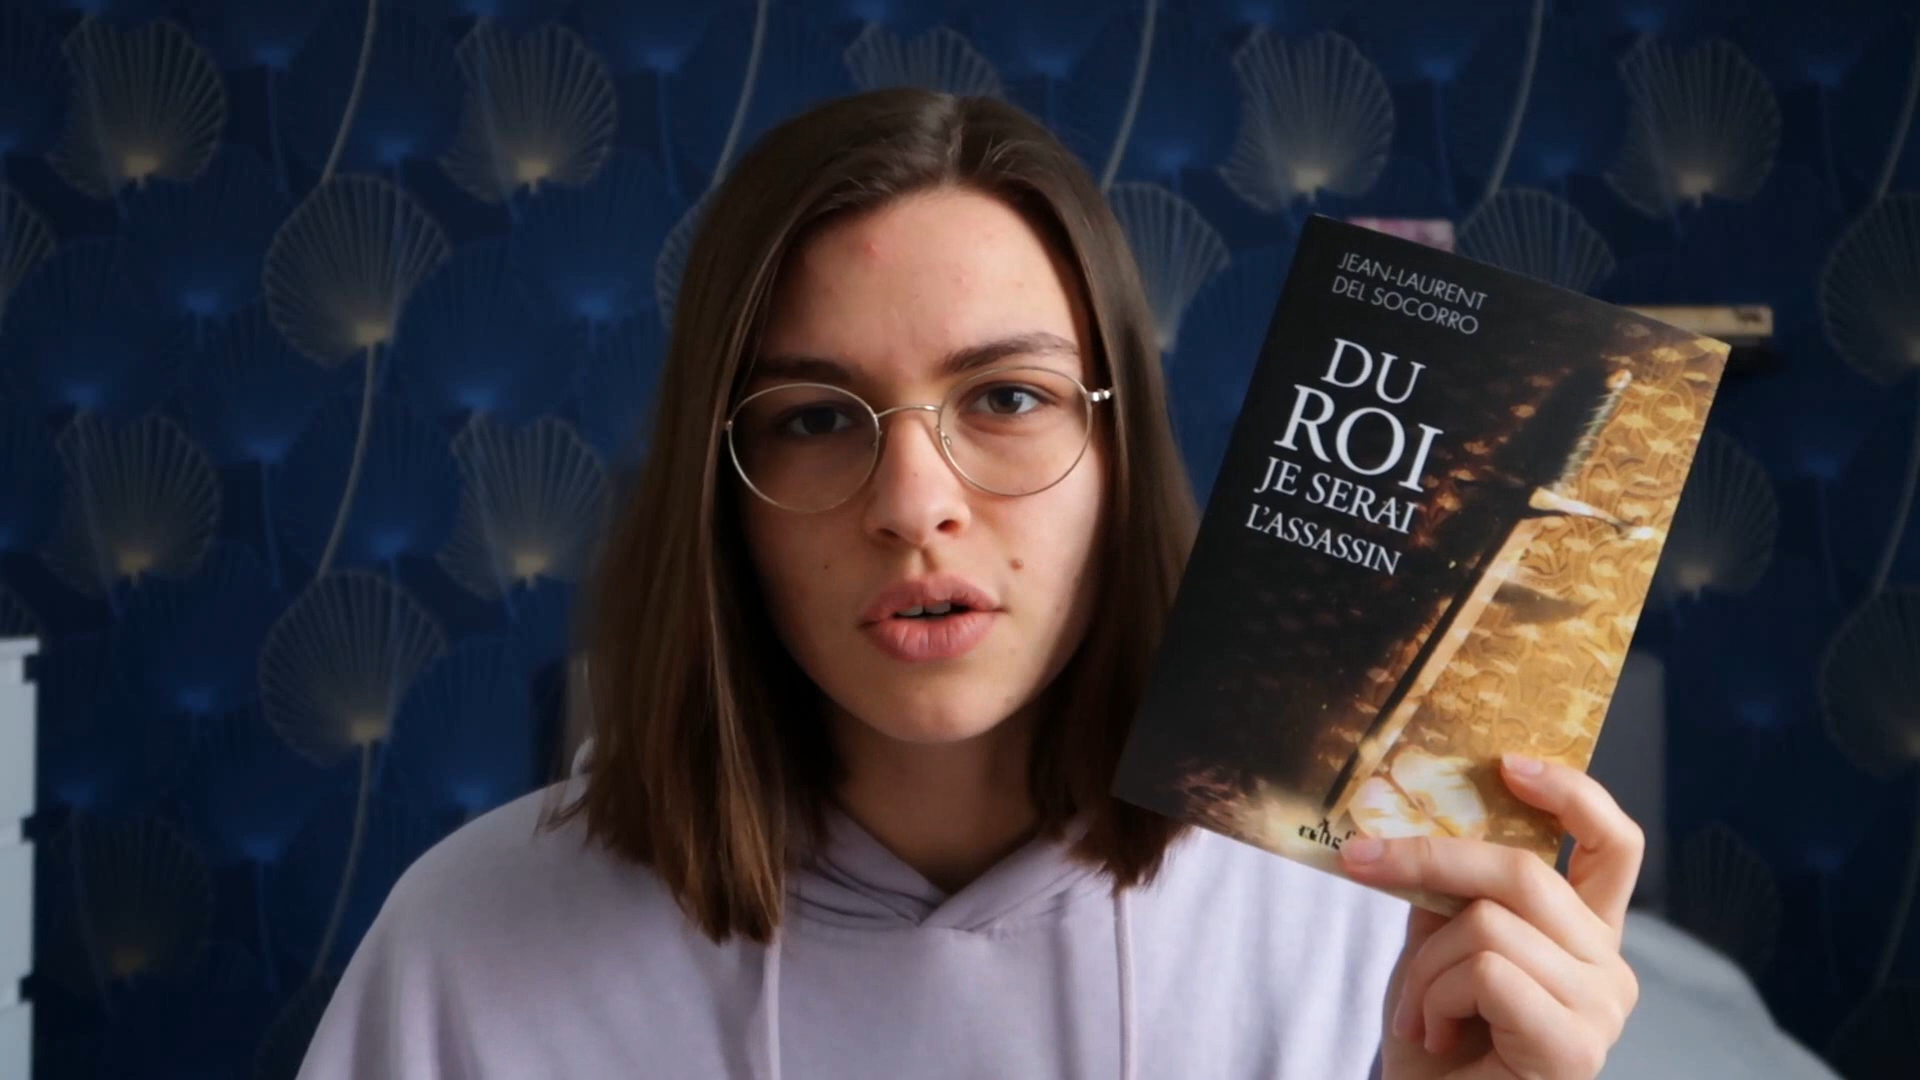 JEAN-LAURENT
DEL SOCORRO
DU
ROI
JE SERAI
L'ASSASSIN